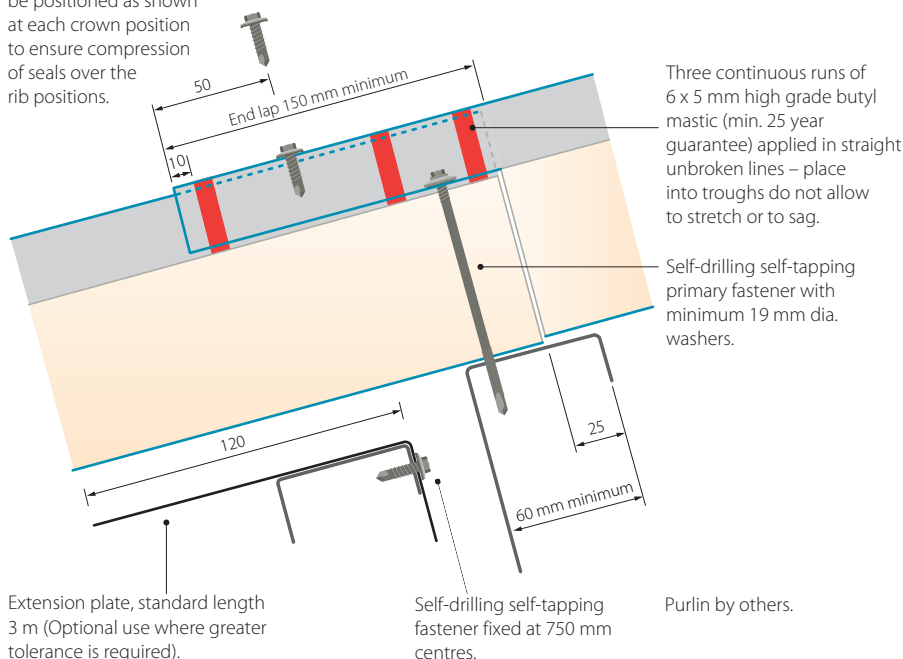 be positioned as shown
at each crown position
to ensure compression
of seals over the
rib positions.
50
End lap 150 mm minimum
10
Three continuous runs of
6 x 5 mm high grade butyl
mastic (min. 25 year
guarantee) applied in straight
unbroken lines – place
into troughs do not allow
to stretch or to sag.
Self-drilling self-tapping
primary fastener with
minimum 19 mm dia.
washers.
120
25
60 mm minimum
Extension plate, standard length
3 m (Optional use where greater
tolerance is required).
Self-drilling self-tapping
fastener fixed at 750 mm
centres.
Purlin by others.